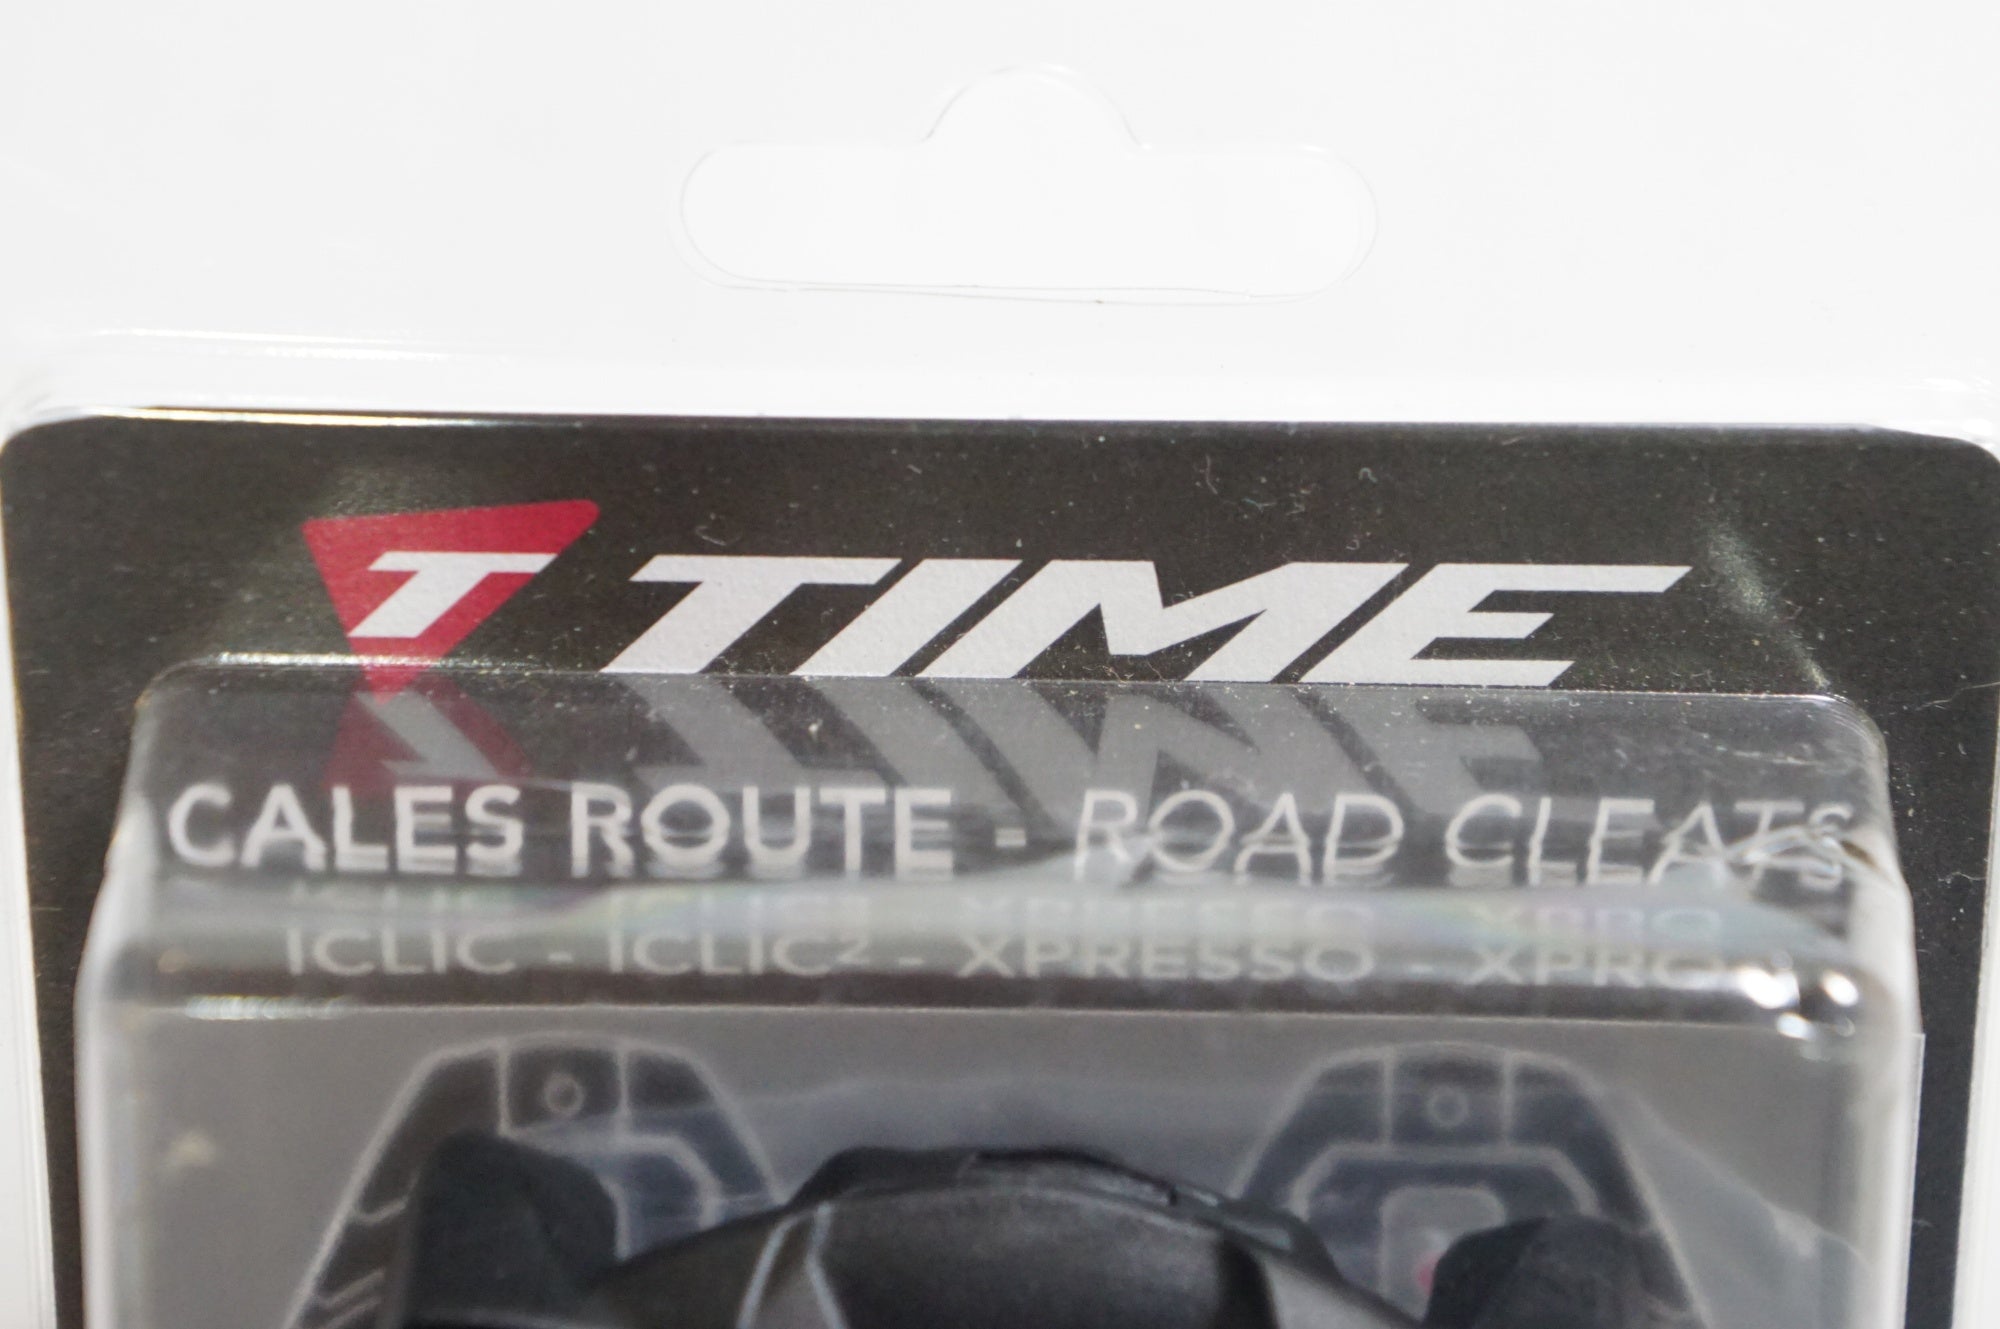 T TIME
CALES ROUTE - ROAD CLEATS
ICLIC - ICLIC² - XPRESSO - XPRO